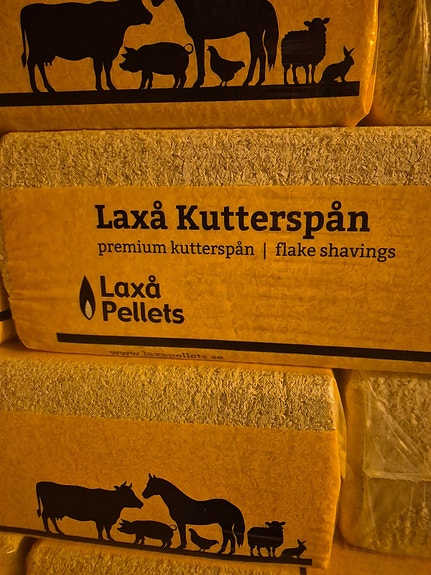 Laxå Kutterspån
premium kutterspån | flake shavings
Laxå
Pellets
www.laxapellets.se